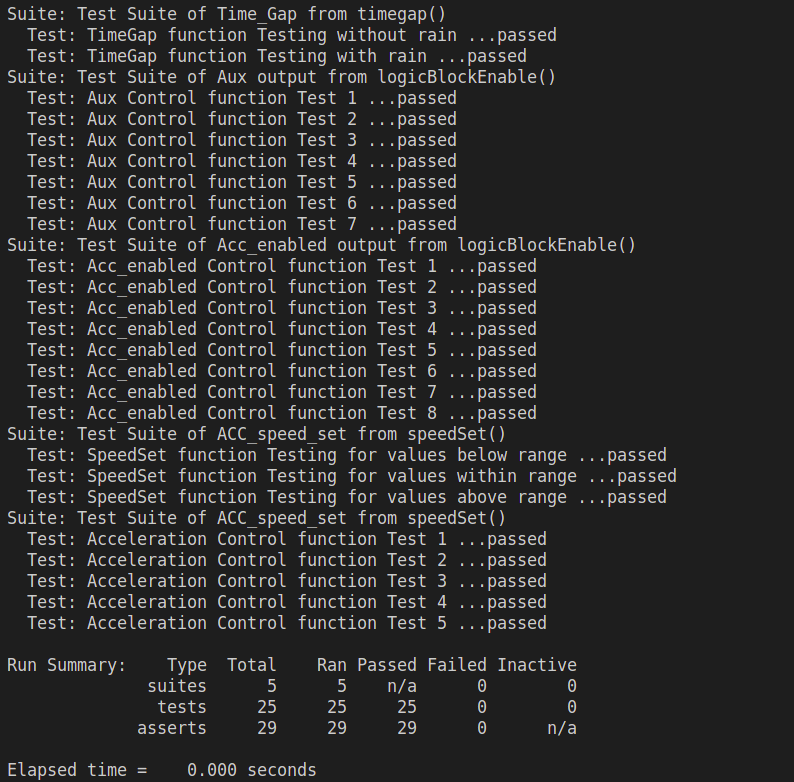 Suite: Test Suite of Time_Gap from timegap()
  Test: TimeGap function Testing without rain ...passed
  Test: TimeGap function Testing with rain ...passed
Suite: Test Suite of Aux output from logicBlockEnable()
  Test: Aux Control function Test 1 ...passed
  Test: Aux Control function Test 2 ...passed
  Test: Aux Control function Test 3 ...passed
  Test: Aux Control function Test 4 ...passed
  Test: Aux Control function Test 5 ...passed
  Test: Aux Control function Test 6 ...passed
  Test: Aux Control function Test 7 ...passed
Suite: Test Suite of Acc_enabled output from logicBlockEnable()
  Test: Acc_enabled Control function Test 1 ...passed
  Test: Acc_enabled Control function Test 2 ...passed
  Test: Acc_enabled Control function Test 3 ...passed
  Test: Acc_enabled Control function Test 4 ...passed
  Test: Acc_enabled Control function Test 5 ...passed
  Test: Acc_enabled Control function Test 6 ...passed
  Test: Acc_enabled Control function Test 7 ...passed
  Test: Acc_enabled Control function Test 8 ...passed
Suite: Test Suite of ACC_speed_set from speedSet()
  Test: SpeedSet function Testing for values below range ...passed
  Test: SpeedSet function Testing for values within range ...passed
  Test: SpeedSet function Testing for values above range ...passed
Suite: Test Suite of ACC_speed_set from speedSet()
  Test: Acceleration Control function Test 1 ...passed
  Test: Acceleration Control function Test 2 ...passed
  Test: Acceleration Control function Test 3 ...passed
  Test: Acceleration Control function Test 4 ...passed
  Test: Acceleration Control function Test 5 ...passed

Run Summary:    Type  Total    Ran Passed Failed Inactive
              suites      5      5    n/a      0        0
               tests     25     25     25      0        0
             asserts     29     29     29      0      n/a

Elapsed time =    0.000 seconds